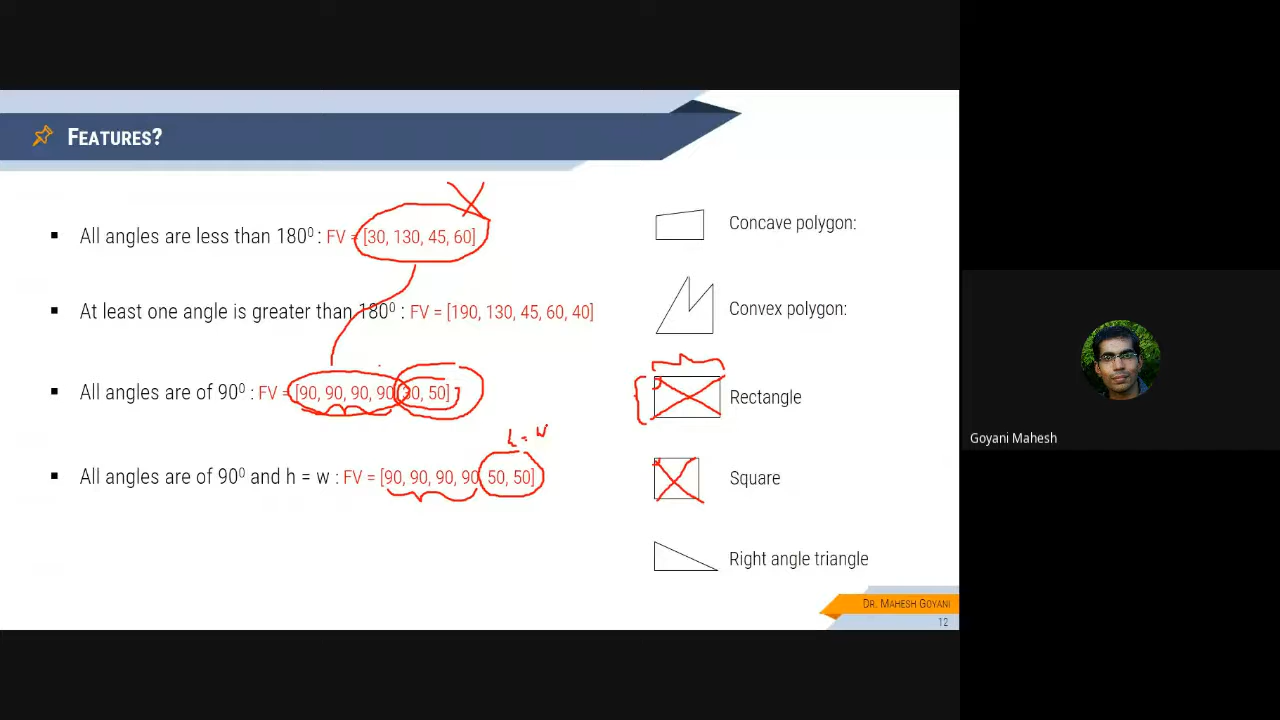 FEATURES?
▪ All angles are less than 180⁰ : FV = [30, 130, 45, 60]
▪ At least one angle is greater than 180⁰ : FV = [190, 130, 45, 60, 40]
▪ All angles are of 90⁰ : FV = [90, 90, 90, 90, 30, 50]
h = w
▪ All angles are of 90⁰ and h = w : FV = [90, 90, 90, 90, 50, 50]
Concave polygon:
Convex polygon:
Rectangle
Square
Right angle triangle
DR. MAHESH GOYANI
12
Goyani Mahesh